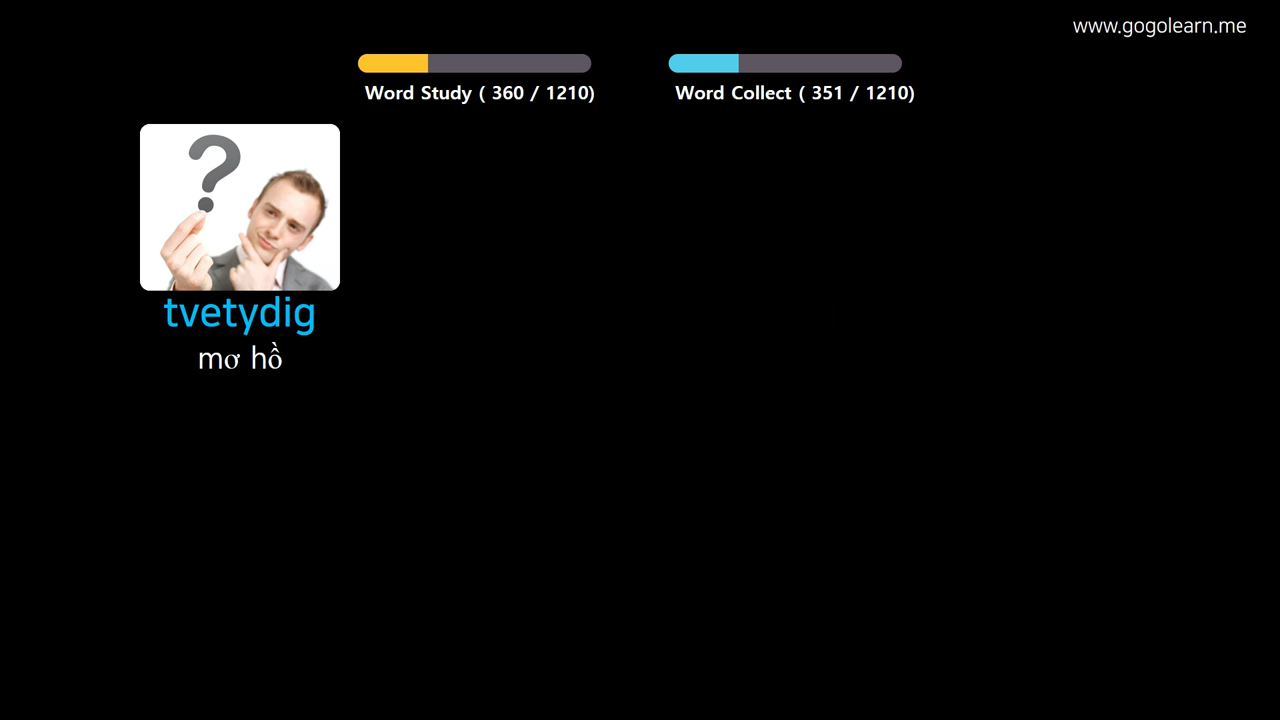 www.gogolearn.me
Word Study ( 360 / 1210)
Word Collect ( 351 / 1210)
?
tvetydig
mơ hồ